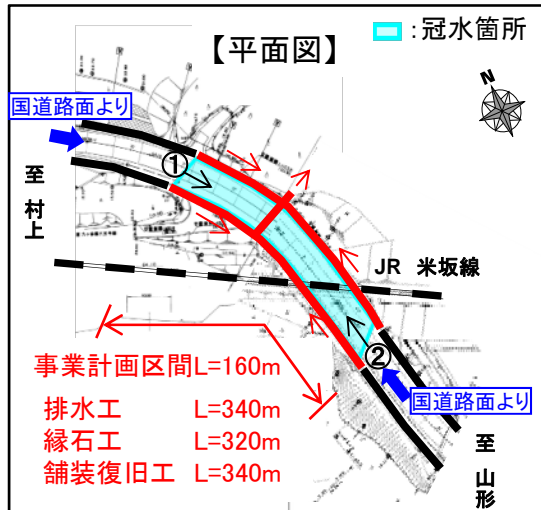 【平面図】
：冠水箇所
N
国道路面より
①
至 村上
JR 米坂線
②
国道路面より
至 山形
事業計画区間L=160m
排水工 L=340m
縁石工 L=320m
舗装復旧工 L=340m